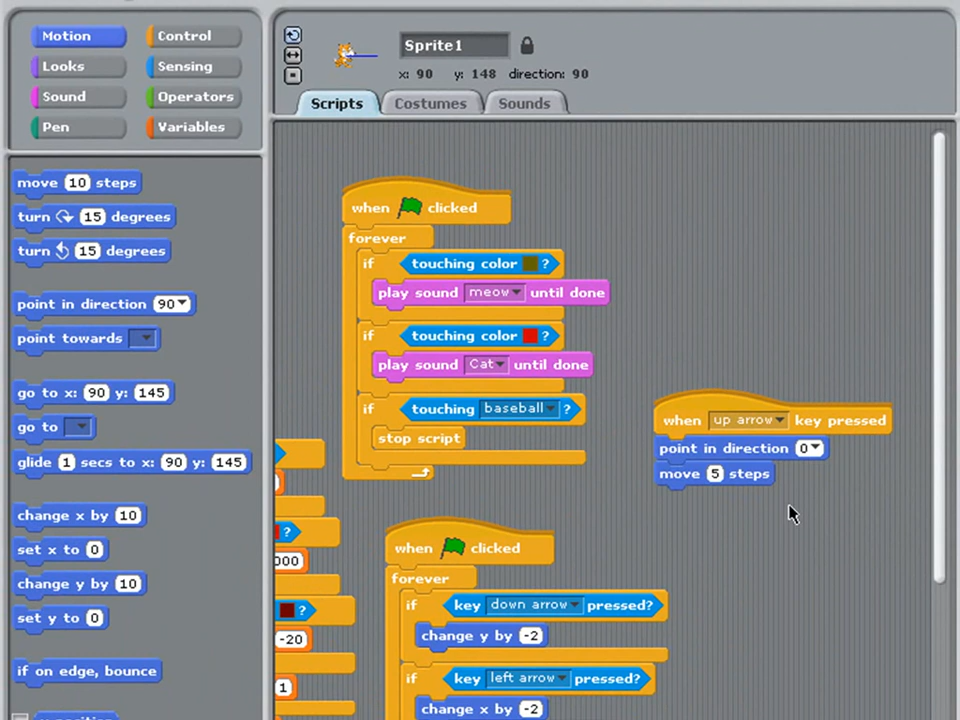 Motion Control
Looks Sensing
Sound Operators
Pen Variables
move 10 steps
turn 15 degrees
turn 15 degrees
point in direction 90
point towards
go to x: 90 y: 145
go to
glide 1 secs to x: 90 y: 145
change x by 10
set x to 0
change y by 10
set y to 0
if on edge, bounce
Sprite1
x: 90 y: 148 direction: 90
Scripts Costumes Sounds
when clicked
forever
if touching color ?
play sound meow until done
if touching color ?
play sound Cat until done
if touching baseball ?
stop script
when up arrow key pressed
point in direction 0
move 5 steps
?
000
?
-20
1
when clicked
forever
if key down arrow pressed?
change y by -2
if key left arrow pressed?
change x by -2